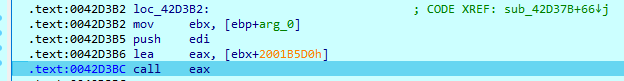 .text:0042D3B2 loc_42D3B2: ; CODE XREF: sub_42D37B+66↓j
.text:0042D3B2 mov ebx, [ebp+arg_0]
.text:0042D3B5 push edi
.text:0042D3B6 lea eax, [ebx+2001B5D0h]
.text:0042D3BC call eax